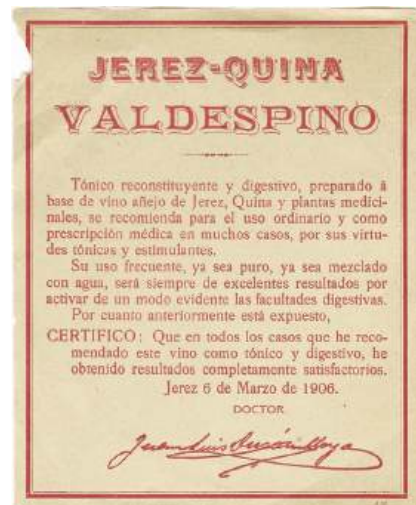 JEREZ-QUINA
VALDESPINO
Tónico reconstituyente y digestivo, preparado á
base de vino añejo de Jerez, Quina y plantas medici-
nales, se recomienda para el uso ordinario y como
prescripción médica en muchos casos, por sus virtu-
des tónicas y estimulantes.
Su uso frecuente, ya sea puro, ya sea mezclado
con agua, será siempre de excelentes resultados por
activar de un modo evidente las facultades digestivas.
Por cuanto anteriormente está expuesto,
CERTIFICO: Que en todos los casos que he reco-
mendado este vino como tónico y digestivo, he
obtenido resultados completamente satisfactorios.
Jerez 6 de Marzo de 1906.
DOCTOR
Juan Luis